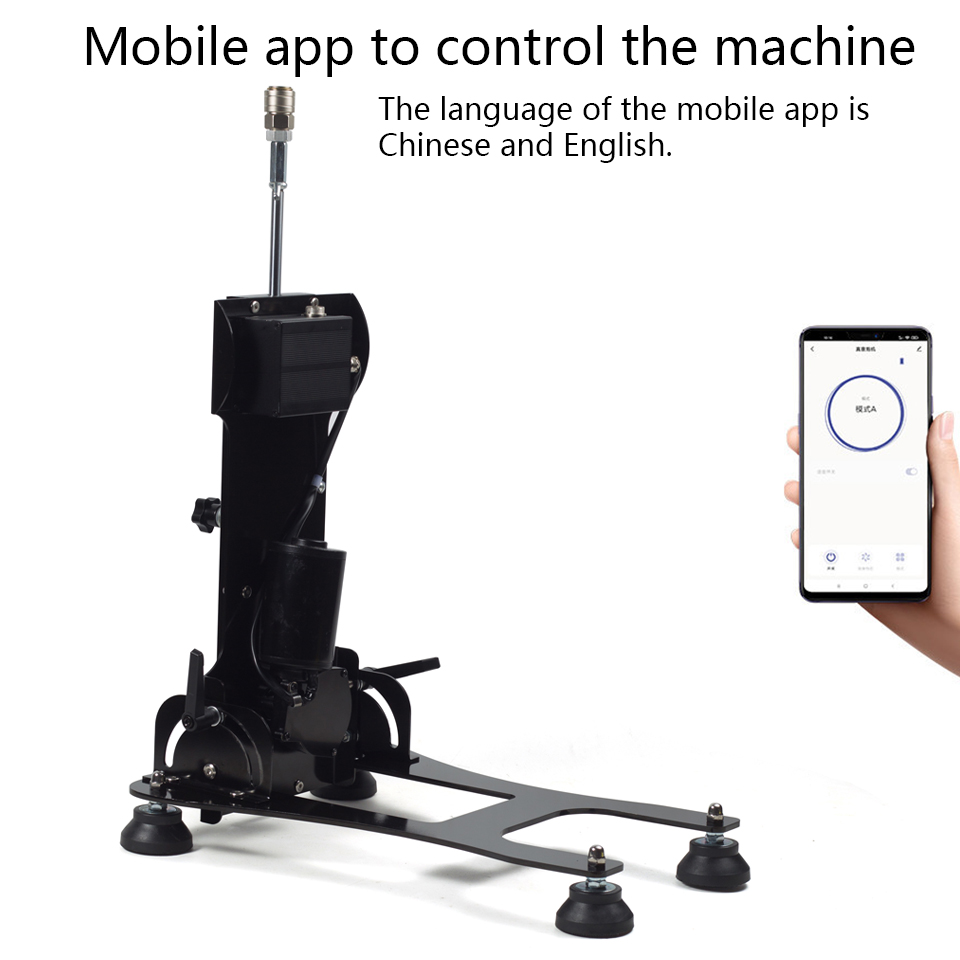 Mobile app to control the machine
The language of the mobile app is
Chinese and English.
模式A